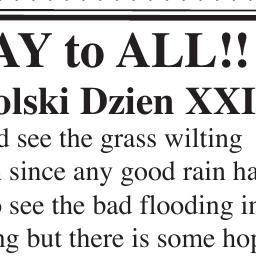 AY to ALL!!
olski Dzien XXI
d see the grass wilting
since any good rain ha
see the bad flooding in
ng but there is some hop